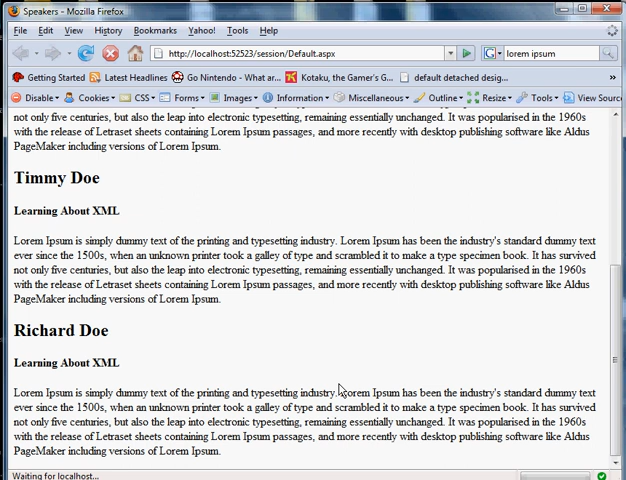 Speakers - Mozilla Firefox
File Edit View History Bookmarks Yahoo! Tools Help
http://localhost:52523/session/Default.aspx
lorem ipsum
Getting Started Latest Headlines Go Nintendo - What ar... Kotaku, the Gamer's G... default detached desig...
Disable Cookies CSS Forms Images Information Miscellaneous Outline Resize Tools View Source
not only five centuries, but also the leap into electronic typesetting, remaining essentially unchanged. It was popularised in the 1960s
with the release of Letraset sheets containing Lorem Ipsum passages, and more recently with desktop publishing software like Aldus
PageMaker including versions of Lorem Ipsum.
Timmy Doe
Learning About XML
Lorem Ipsum is simply dummy text of the printing and typesetting industry. Lorem Ipsum has been the industry's standard dummy text
ever since the 1500s, when an unknown printer took a galley of type and scrambled it to make a type specimen book. It has survived
not only five centuries, but also the leap into electronic typesetting, remaining essentially unchanged. It was popularised in the 1960s
with the release of Letraset sheets containing Lorem Ipsum passages, and more recently with desktop publishing software like Aldus
PageMaker including versions of Lorem Ipsum.
Richard Doe
Learning About XML
Lorem Ipsum is simply dummy text of the printing and typesetting industry. Lorem Ipsum has been the industry's standard dummy text
ever since the 1500s, when an unknown printer took a galley of type and scrambled it to make a type specimen book. It has survived
not only five centuries, but also the leap into electronic typesetting, remaining essentially unchanged. It was popularised in the 1960s
with the release of Letraset sheets containing Lorem Ipsum passages, and more recently with desktop publishing software like Aldus
PageMaker including versions of Lorem Ipsum.
Waiting for localhost...